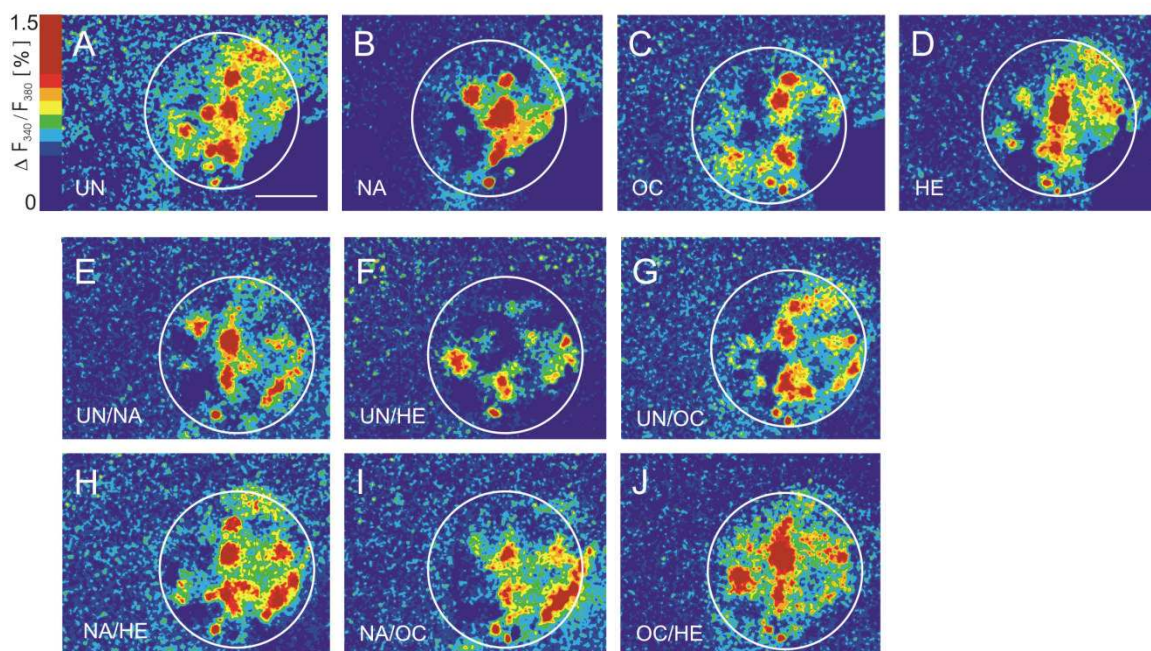 1.5
Δ F340/F380 [%]
0
A
UN
B
NA
C
OC
D
HE
E
UN/NA
F
UN/HE
G
UN/OC
H
NA/HE
I
NA/OC
J
OC/HE